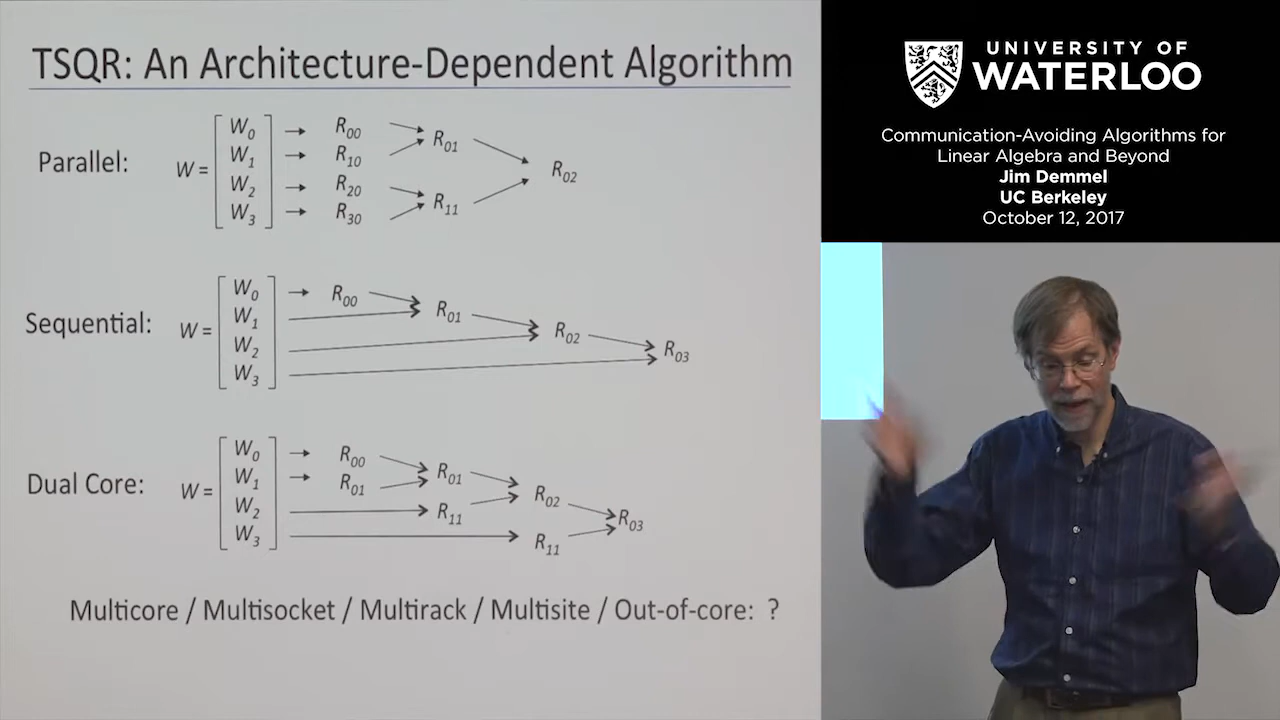 TSQR: An Architecture-Dependent Algorithm
Parallel:
W =
W0
W1
W2
W3
R00
R10
R20
R30
R01
R11
R02
Sequential:
W =
W0
W1
W2
W3
R00
R01
R02
R03
Dual Core:
W =
W0
W1
W2
W3
R00
R01
R01
R11
R02
R11
R03
Multicore / Multisocket / Multirack / Multisite / Out-of-core: ?
UNIVERSITY OF
WATERLOO
Communication-Avoiding Algorithms for
Linear Algebra and Beyond
Jim Demmel
UC Berkeley
October 12, 2017